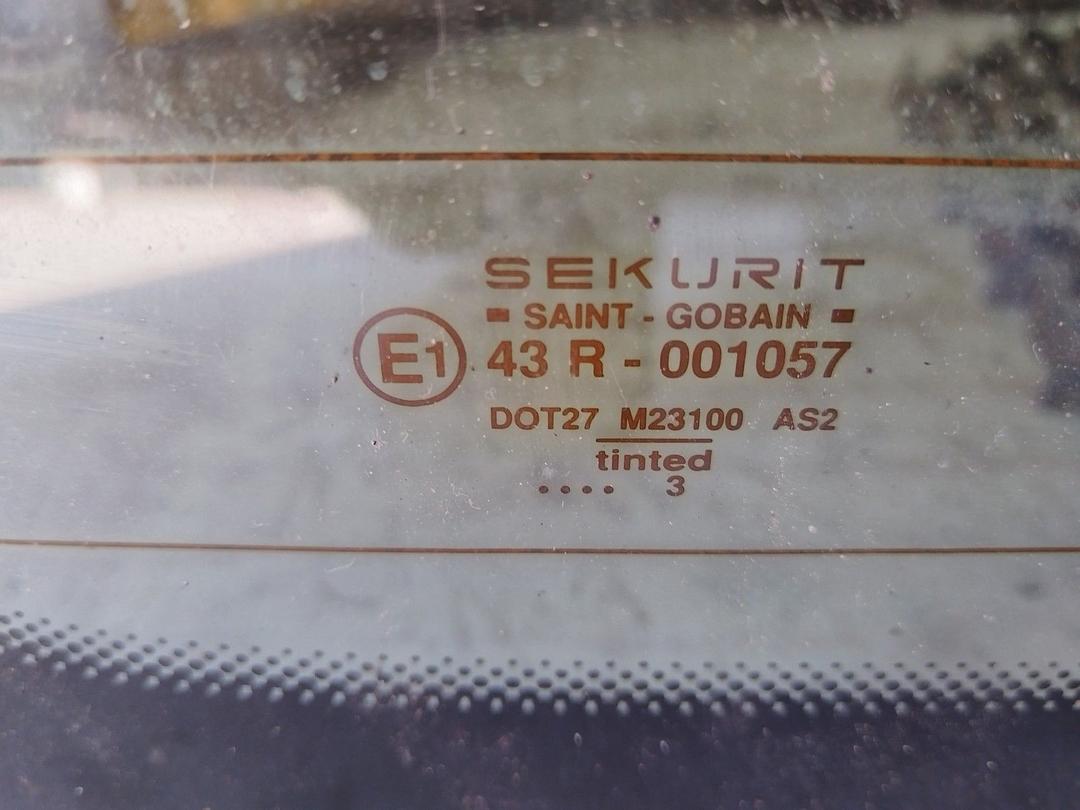 SEKURIT
SAINT - GOBAIN
E1 43 R - 001057
DOT27 M23100 AS2
tinted
.... 3